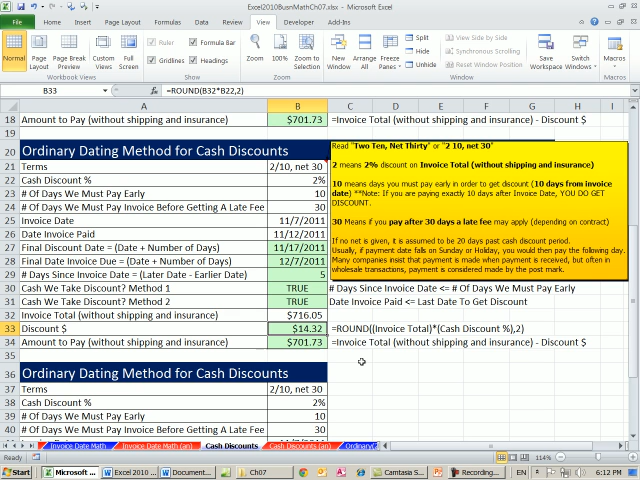 Excel2010BusnMathCh07.xlsx - Microsoft Excel
File Home Insert Page Layout Formulas Data Review View Developer Add-Ins
Normal Page Layout Page Break Preview Custom Views Full Screen
Workbook Views
Ruler Formula Bar
Gridlines Headings
Show
Zoom 100% Zoom to Selection
Zoom
New Window Arrange All Freeze Panes
Split
Hide
Unhide
View Side by Side
Synchronous Scrolling
Reset Window Position
Window
Save Workspace Switch Windows
Macros
Macros
B33 fx =ROUND(B32*B22,2)
A B C D E F G H I
18 Amount to Pay (without shipping and insurance) $701.73 =Invoice Total (without shipping and insurance) - Discount $
19
20 Ordinary Dating Method for Cash Discounts
21 Terms 2/10, net 30
22 Cash Discount % 2%
23 # Of Days We Must Pay Early 10
24 # Of Days We Must Pay Invoice Before Getting A Late Fee 30
25 Invoice Date 11/7/2011
26 Date Invoice Paid 11/12/2011
27 Final Discount Date = (Date + Number of Days) 11/17/2011
28 Final Date Invoice Due = (Date + Number of Days) 12/7/2011
29 # Days Since Invoice Date = (Later Date - Earlier Date) 5
30 Cash We Take Discount? Method 1 TRUE # Days Since Invoice Date <= # Of Days We Must Pay Early
31 Cash We Take Discount? Method 2 TRUE Date Invoice Paid <= Last Date To Get Discount
32 Invoice Total (without shipping and insurance) $716.05
33 Discount $ $14.32 =ROUND((Invoice Total)*(Cash Discount %),2)
34 Amount to Pay (without shipping and insurance) $701.73 =Invoice Total (without shipping and insurance) - Discount $
35
36 Ordinary Dating Method for Cash Discounts
37 Terms 2/10, net 30
38 Cash Discount % 2%
39 # Of Days We Must Pay Early 10
40 # Of Days We Must Pay Invoice Before Getting A Late Fee 30
Read "Two Ten, Net Thirty" or "2 10, net 30"
2 means 2% discount on Invoice Total (without shipping and insurance)
10 means days you must pay early in order to get discount (10 days from invoice
date) **Note: If you are paying exactly 10 days after Invoice Date, YOU DO GET
DISCOUNT.
30 Means if you pay after 30 days a late fee may apply (depending on contract)
If no net is given, it is assumed to be 20 days past cash discount period.
Usually, if payment date falls on Sunday or Holiday, you would then pay the following day.
Many companies insist that payment is made when payment is received, but often in
wholesale transactions, payment is considered made by the post mark.
Invoice Date Math Invoice Date Math (an) Cash Discounts Cash Discounts (an) Ordinary(
Ready 114%
Start Microsoft ... Word Excel 2010 ... Document... Ch07 Camtasia St... Recording... EN 6:12 PM